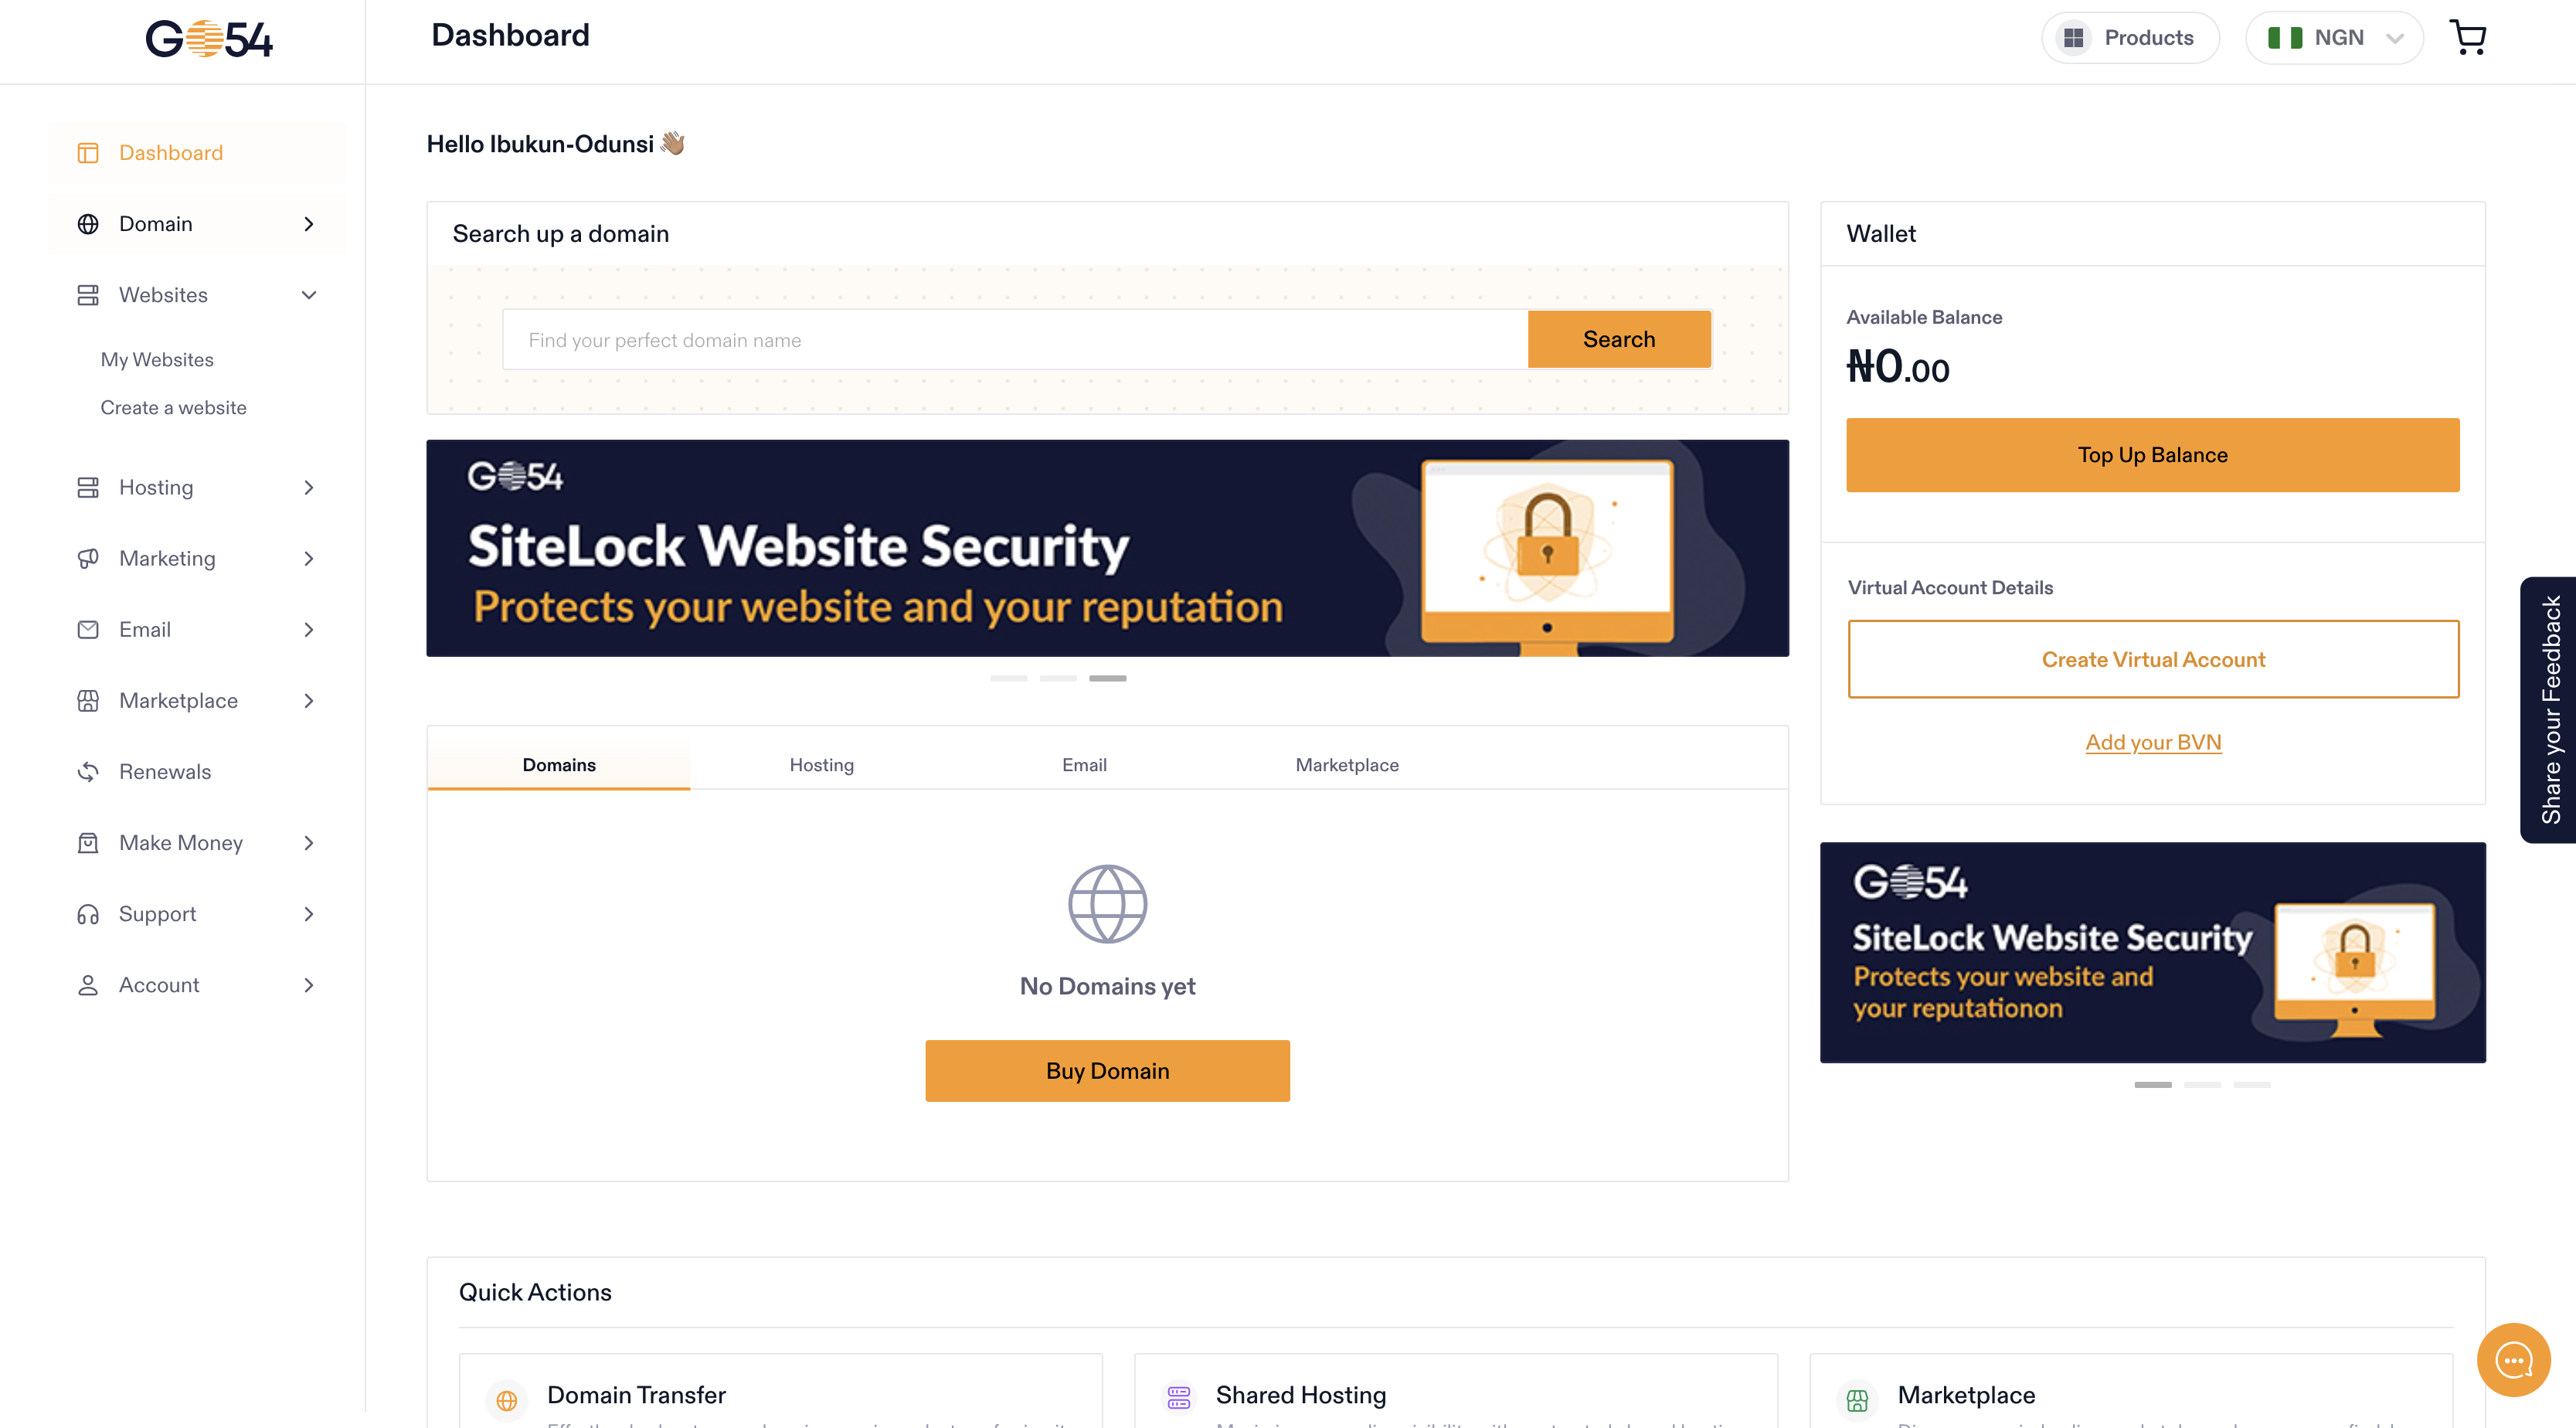 GO54
Dashboard
Products
NGN
Dashboard
Domain
Websites
My Websites
Create a website
Hosting
Marketing
Email
Marketplace
Renewals
Make Money
Support
Account
Hello Ibukun-Odunsi 👋🏽
Search up a domain
Find your perfect domain name
Search
GO54
SiteLock Website Security
Protects your website and your reputation
Domains
Hosting
Email
Marketplace
No Domains yet
Buy Domain
Wallet
Available Balance
₦0.00
Top Up Balance
Virtual Account Details
Create Virtual Account
Add your BVN
GO54
SiteLock Website Security
Protects your website and
your reputationon
Share your Feedback
Quick Actions
Domain Transfer
Shared Hosting
Marketplace